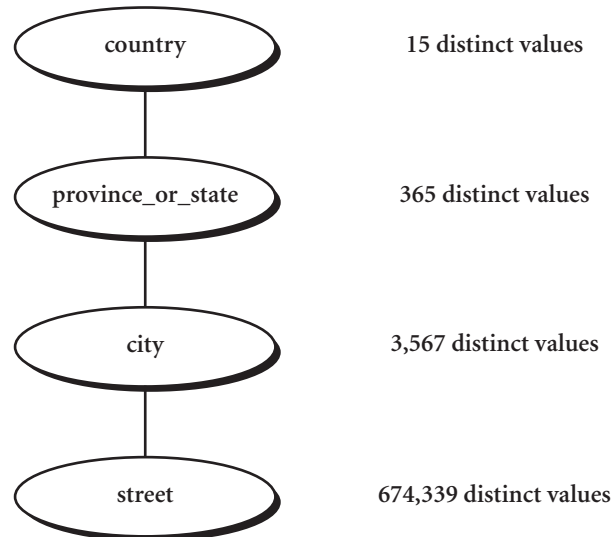 country 15 distinct values
province_or_state 365 distinct values
city 3,567 distinct values
street 674,339 distinct values